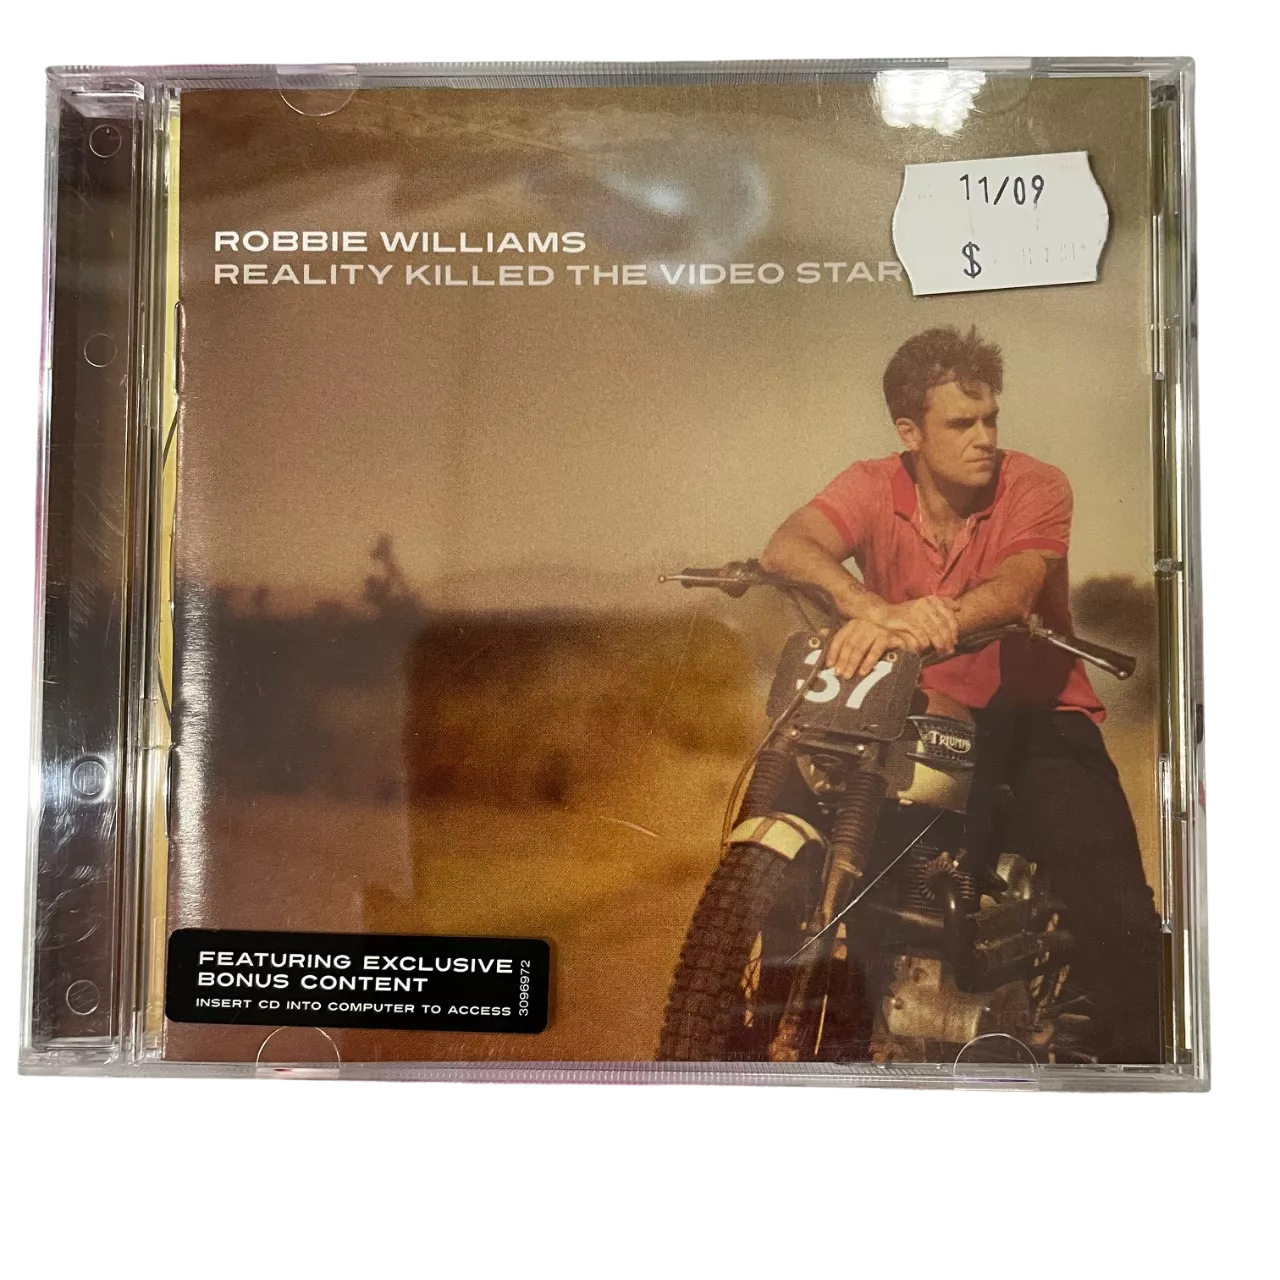 ROBBIE WILLIAMS
REALITY KILLED THE VIDEO STAR
11/09
$
37
TRIUMPH
FEATURING EXCLUSIVE
BONUS CONTENT
INSERT CD INTO COMPUTER TO ACCESS
3096972